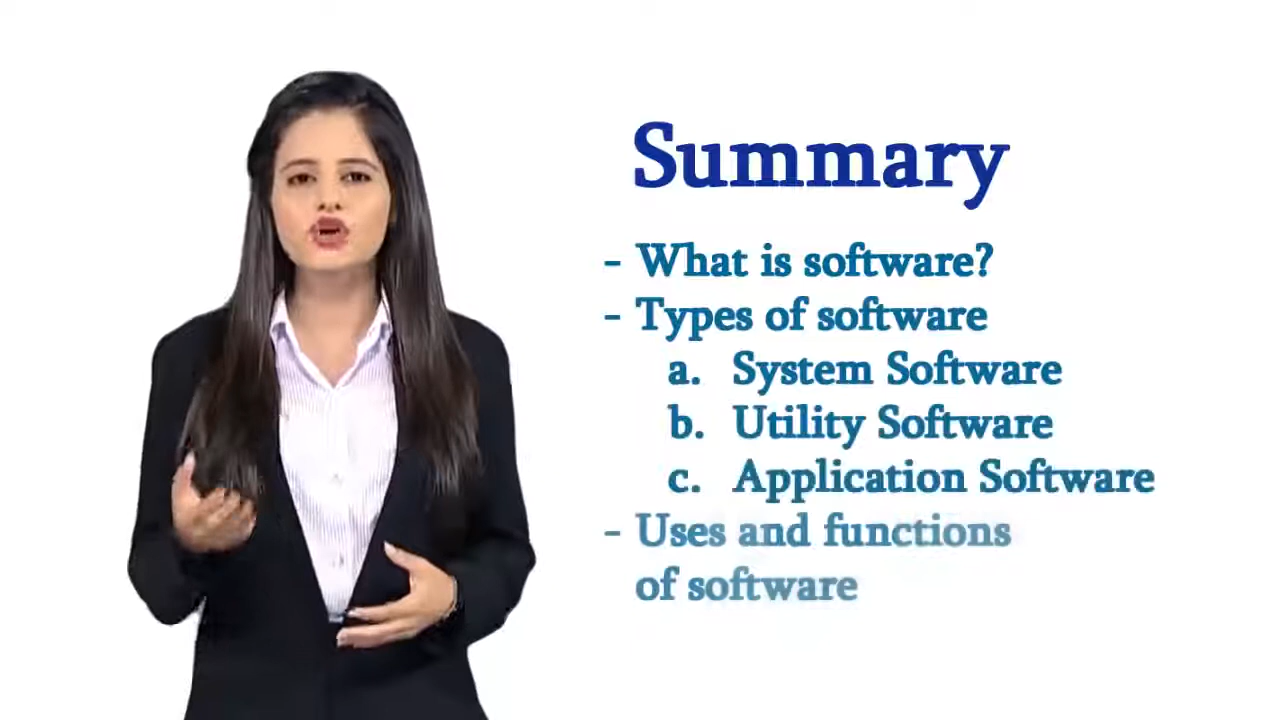 Summary
- What is software?
- Types of software
a. System Software
b. Utility Software
c. Application Software
- Uses and functions
of software